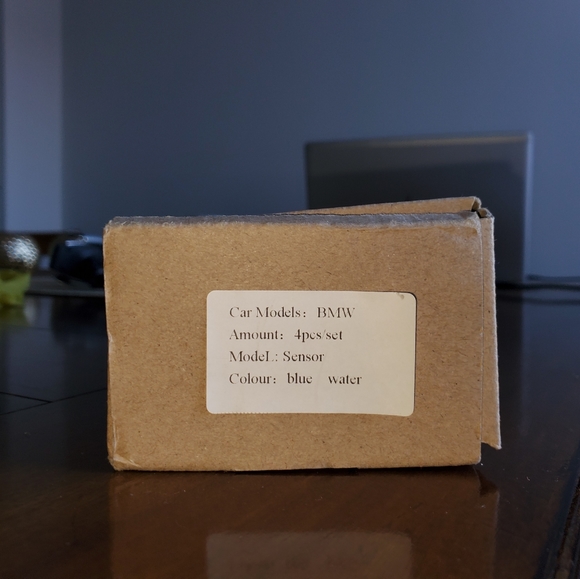 Car Models： BMW
Amount： 4pcs/set
ModeL: Sensor
Colour： blue water